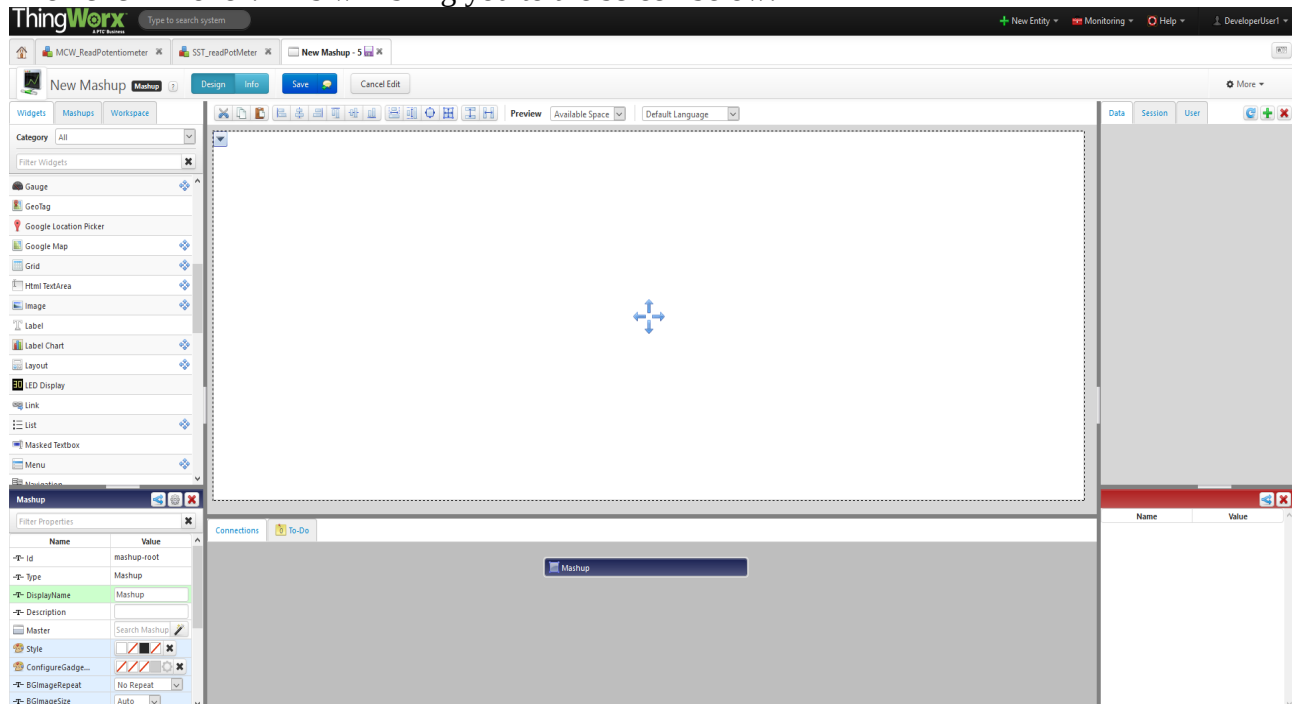 ThingWorx
A PTC Business
Type to search system
New Entity
Monitoring
Help
DeveloperUser1
MCW_ReadPotentiometer
SST_readPotMeter
New Mashup - 5
New Mashup
Mashup
?
Design
Info
Save
Cancel Edit
More
Widgets
Mashups
Workspace
Preview
Available Space
Default Language
Data
Session
User
Category
All
Filter Widgets
Gauge
GeoTag
Google Location Picker
Google Map
Grid
Html TextArea
Image
Label
Label Chart
Layout
LED Display
Link
List
Masked Textbox
Menu
Mashup
Filter Properties
Name Value
Id mashup-root
Type Mashup
DisplayName Mashup
Description
Master Search Mashup
Style
ConfigureGadge...
BGImageRepeat No Repeat
BGImageSize Auto
Connections
To-Do
Mashup
Name Value